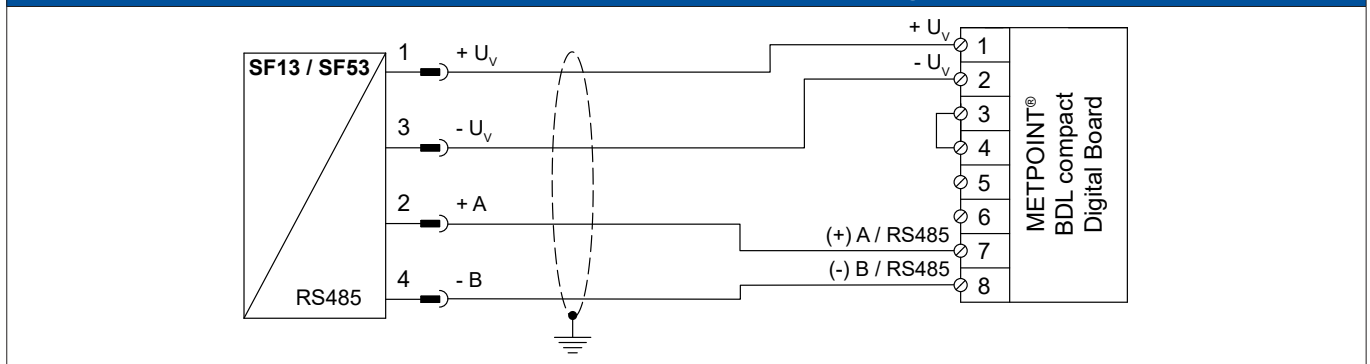 SF13 / SF53
RS485
1 + Uv
3 - Uv
2 + A
4 - B
+ Uv
- Uv
(+) A / RS485
(-) B / RS485
1
2
3
4
5
6
7
8
METPOINT®
BDL compact
Digital Board